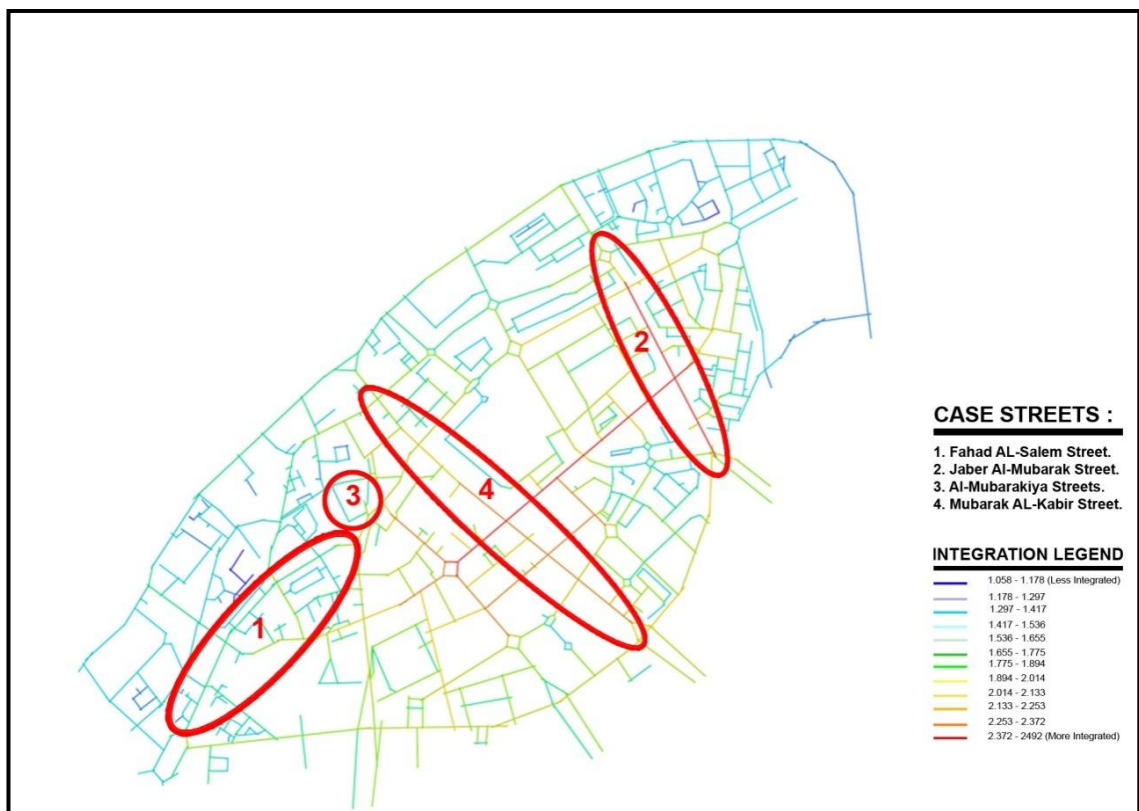 2
3
4
1
CASE STREETS :
1. Fahad AL-Salem Street.
2. Jaber Al-Mubarak Street.
3. Al-Mubarakiya Streets.
4. Mubarak AL-Kabir Street.
INTEGRATION LEGEND
1.058 - 1.178 (Less Integrated)
1.178 - 1.297
1.297 - 1.417
1.417 - 1.536
1.536 - 1.655
1.655 - 1.775
1.775 - 1.894
1.894 - 2.014
2.014 - 2.133
2.133 - 2.253
2.253 - 2.372
2.372 - 2492 (More Integrated)